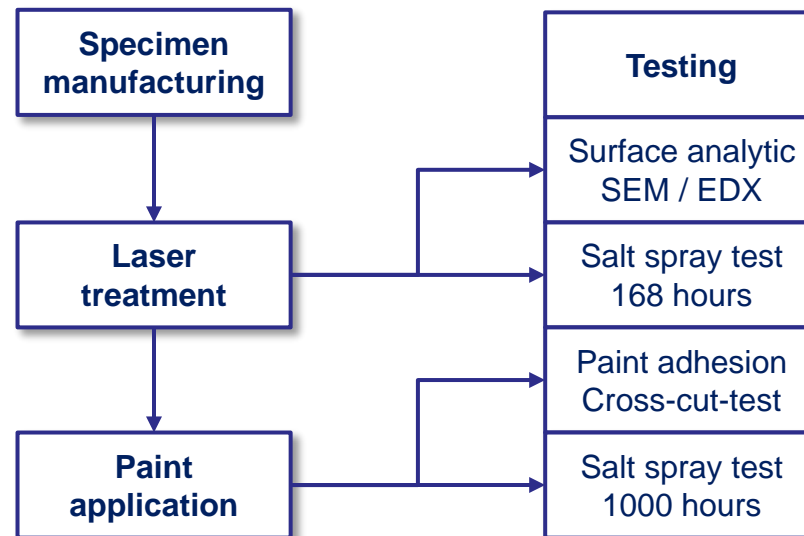 Specimen
manufacturing
Laser
treatment
Paint
application
Testing
Surface analytic
SEM / EDX
Salt spray test
168 hours
Paint adhesion
Cross-cut-test
Salt spray test
1000 hours